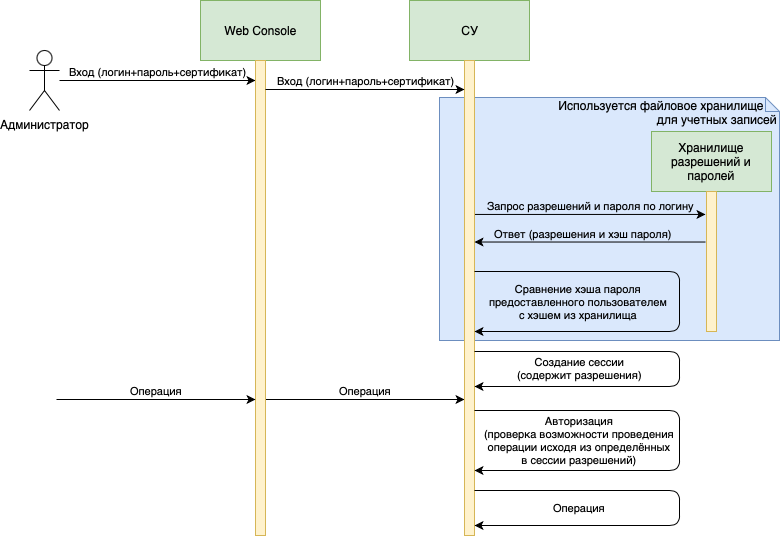 Web Console
СУ
Вход (логин+пароль+сертификат)
Вход (логин+пароль+сертификат)
Администратор
Используется файловое хранилище
для учетных записей
Хранилище
разрешений и
паролей
Запрос разрешений и пароля по логину
Ответ (разрешения и хэш пароля)
Сравнение хэша пароля
предоставленного пользователем
с хэшем из хранилища
Создание сессии
(содержит разрешения)
Операция
Операция
Авторизация
(проверка возможности проведения
операции исходя из определённых
в сессии разрешений)
Операция